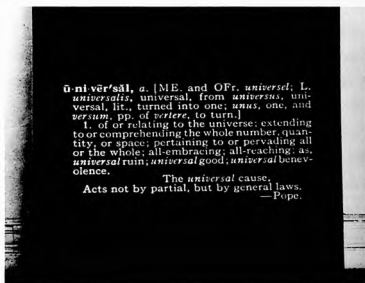 ū·ni·vẽr′săl, a. [ME. and OFr. universel; L.
universalis, universal, from universus, uni-
versal, lit., turned into one; unus, one, and
versum, pp. of vertere, to turn.]
1. of or relating to the universe; extending
to or comprehending the whole number, quan-
tity, or space; pertaining to or pervading all
or the whole; all-embracing; all-reaching; as,
universal ruin; universal good; universal benev-
olence.
The universal cause,
Acts not by partial, but by general laws.
—Pope.